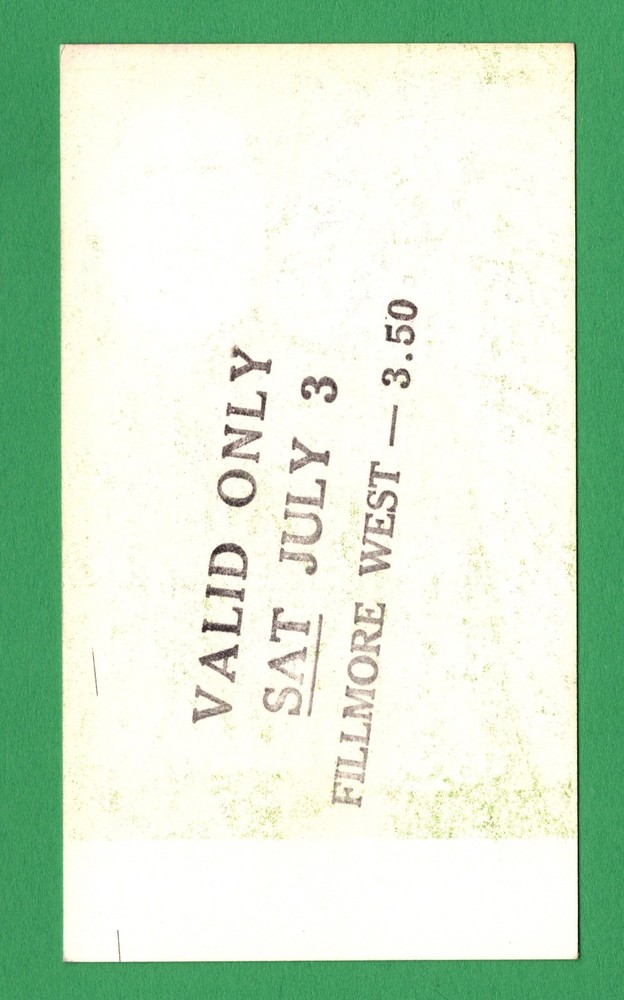 VALID ONLY
SAT JULY 3
FILLMORE WEST — 3.50